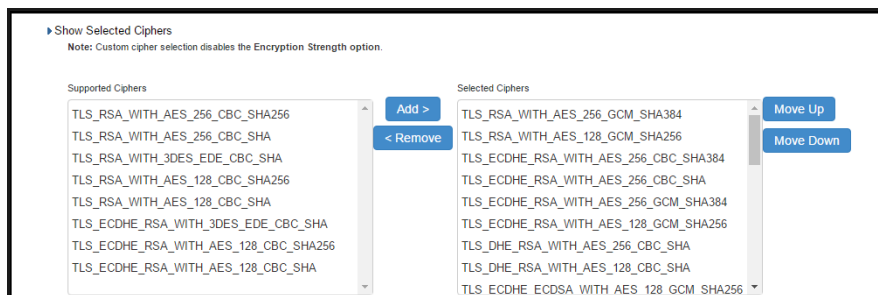 Show Selected Ciphers
Note: Custom cipher selection disables the Encryption Strength option.
Supported Ciphers
TLS_RSA_WITH_AES_256_CBC_SHA256
TLS_RSA_WITH_AES_256_CBC_SHA
TLS_RSA_WITH_3DES_EDE_CBC_SHA
TLS_RSA_WITH_AES_128_CBC_SHA256
TLS_RSA_WITH_AES_128_CBC_SHA
TLS_ECDHE_RSA_WITH_3DES_EDE_CBC_SHA
TLS_ECDHE_RSA_WITH_AES_128_CBC_SHA256
TLS_ECDHE_RSA_WITH_AES_128_CBC_SHA
Add >
< Remove
Selected Ciphers
TLS_RSA_WITH_AES_256_GCM_SHA384
TLS_RSA_WITH_AES_128_GCM_SHA256
TLS_ECDHE_RSA_WITH_AES_256_CBC_SHA384
TLS_ECDHE_RSA_WITH_AES_256_CBC_SHA
TLS_ECDHE_RSA_WITH_AES_256_GCM_SHA384
TLS_ECDHE_RSA_WITH_AES_128_GCM_SHA256
TLS_DHE_RSA_WITH_AES_256_CBC_SHA
TLS_DHE_RSA_WITH_AES_128_CBC_SHA
TLS_ECDHE_ECDSA_WITH_AES_128_GCM_SHA256
Move Up
Move Down